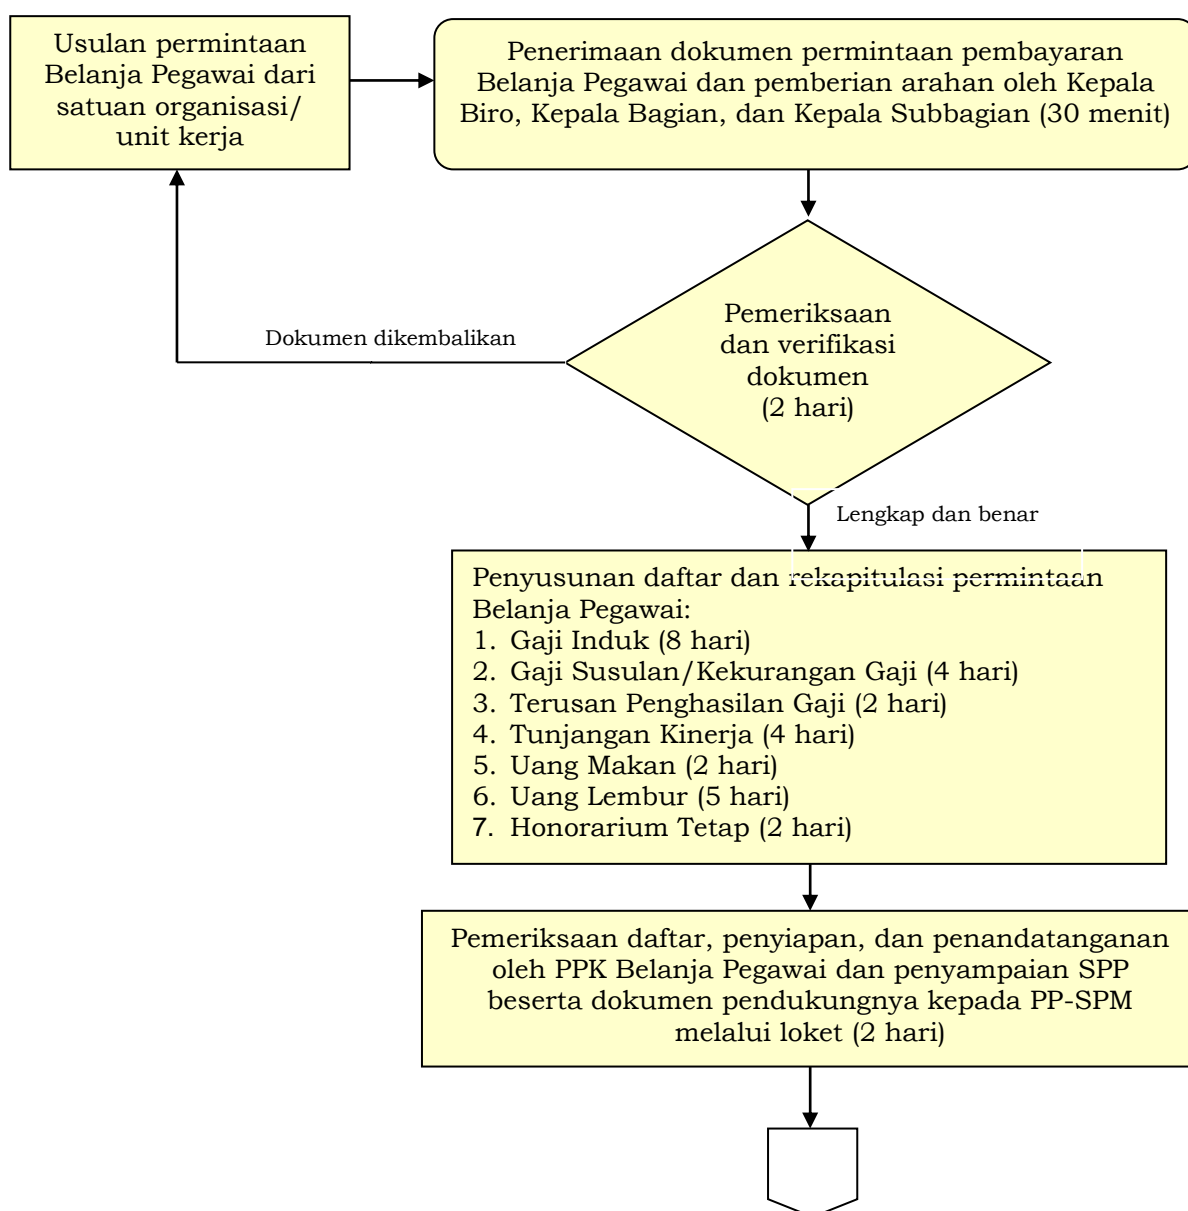 Usulan permintaan
Belanja Pegawai dari
satuan organisasi/
unit kerja
Penerimaan dokumen permintaan pembayaran
Belanja Pegawai dan pemberian arahan oleh Kepala
Biro, Kepala Bagian, dan Kepala Subbagian (30 menit)
Pemeriksaan
dan verifikasi
dokumen
(2 hari)
Dokumen dikembalikan
Lengkap dan benar
Penyusunan daftar dan rekapitulasi permintaan
Belanja Pegawai:
1. Gaji Induk (8 hari)
2. Gaji Susulan/Kekurangan Gaji (4 hari)
3. Terusan Penghasilan Gaji (2 hari)
4. Tunjangan Kinerja (4 hari)
5. Uang Makan (2 hari)
6. Uang Lembur (5 hari)
7. Honorarium Tetap (2 hari)
Pemeriksaan daftar, penyiapan, dan penandatanganan
oleh PPK Belanja Pegawai dan penyampaian SPP
beserta dokumen pendukungnya kepada PP-SPM
melalui loket (2 hari)